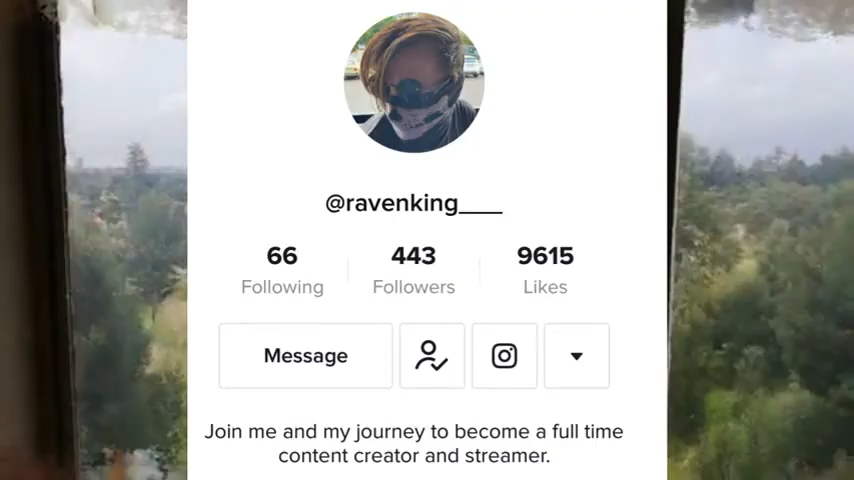 @ravenking___
66 443 9615
Following Followers Likes
Message
Join me and my journey to become a full time
content creator and streamer.